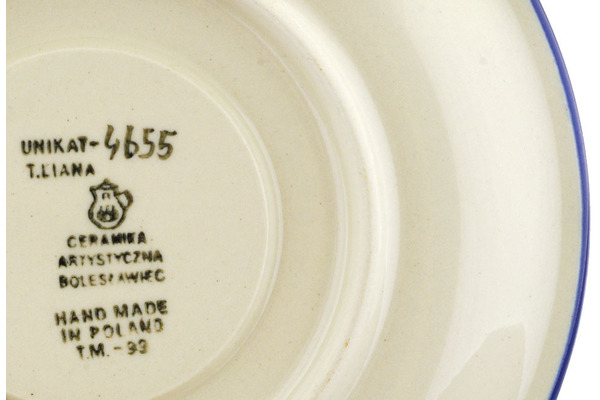 UNIKAT-4655
T.LIANA
CERAMIKA
ARTYSTYCZNA
BOLESŁAWIEC
HAND MADE
IN POLAND
T.M.-99